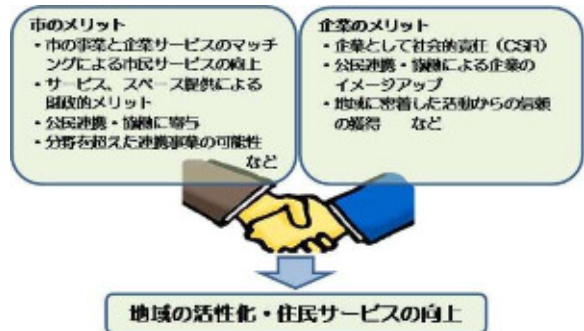 市のメリット
・市の事業と企業サービスのマッチ
ングによる市民サービスの向上
・サービス、スペース提供による
財政的メリット
・公民連携・協働に寄与
・分野を超えた連携事業の可能性
など
企業のメリット
・企業として社会的責任（CSR）
・公民連携・協働による企業の
イメージアップ
・地域に密着した活動からの信頼
の獲得　など
地域の活性化・住民サービスの向上